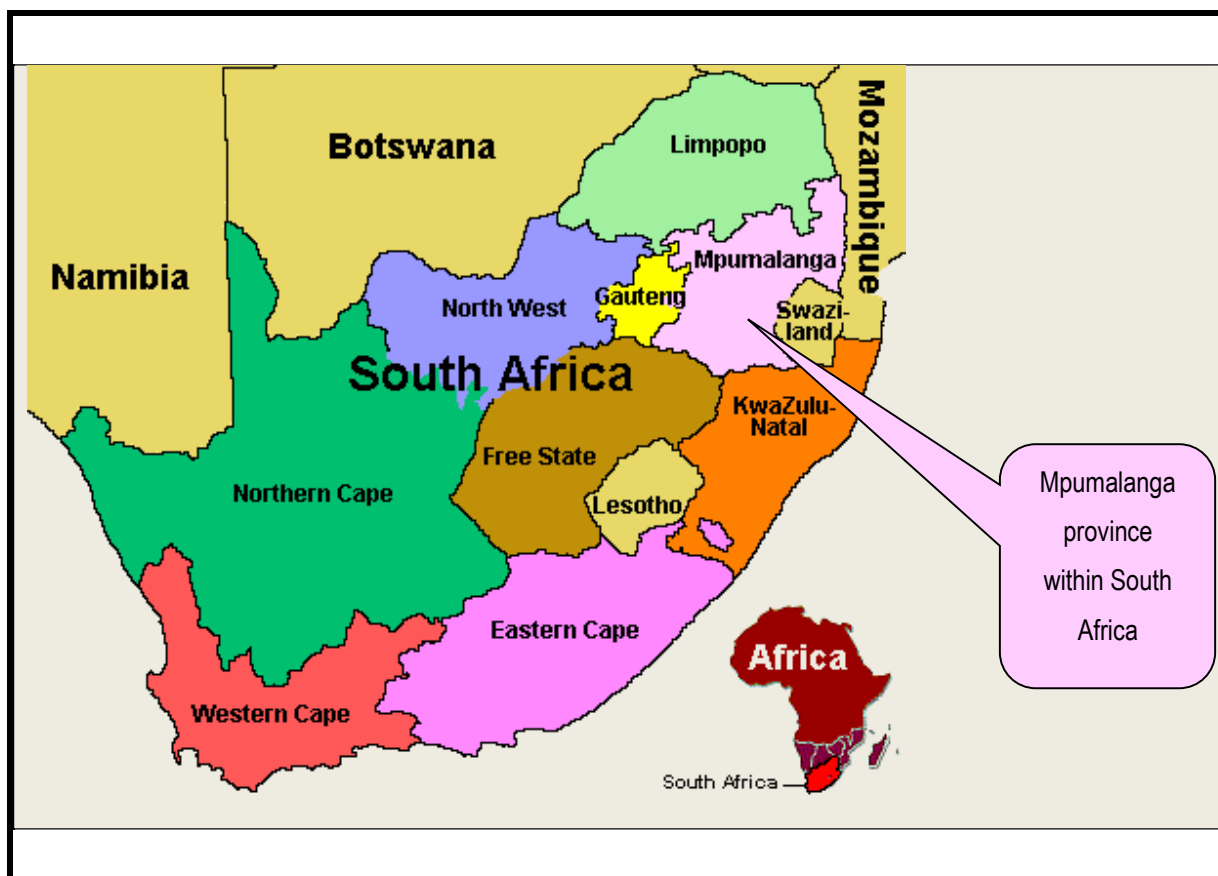 Botswana
Limpopo
Mozambique
Namibia
Mpumalanga
North West
Gauteng
Swazi-
land
South Africa
KwaZulu-
Natal
Free State
Northern Cape
Lesotho
Mpumalanga
province
within South
Africa
Eastern Cape
Africa
Western Cape
South Africa